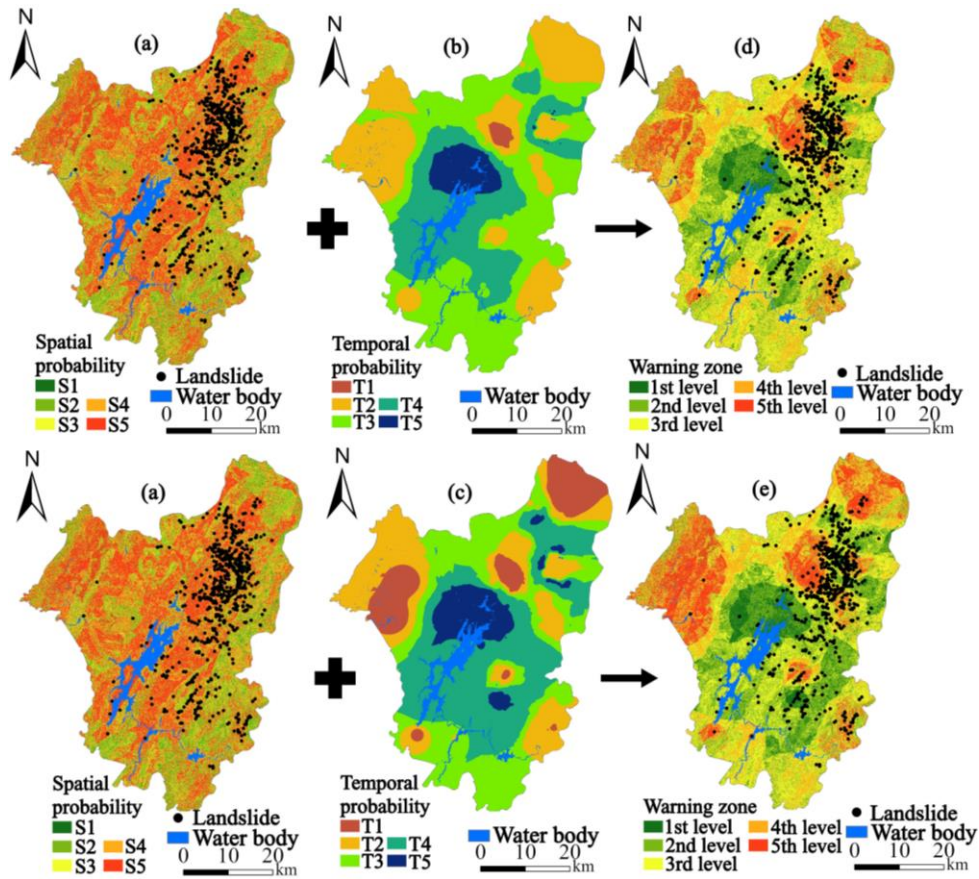 N
(a)
N
(b)
N
(d)
Spatial
probability
S1
S2
S4
S3
S5
Landslide
Water body
0 10 20
km
Temporal
probability
T1
T2
T4
T3
T5
Water body
0 10 20
km
Warning zone
1st level
4th level
2nd level
5th level
3rd level
Landslide
Water body
0 10 20
km
N
(a)
N
(c)
N
(e)
Spatial
probability
S1
S2
S4
S3
S5
Landslide
Water body
0 10 20
km
Temporal
probability
T1
T2
T4
T3
T5
Water body
0 10 20
km
Warning zone
1st level
4th level
2nd level
5th level
3rd level
Landslide
Water body
0 10 20
km